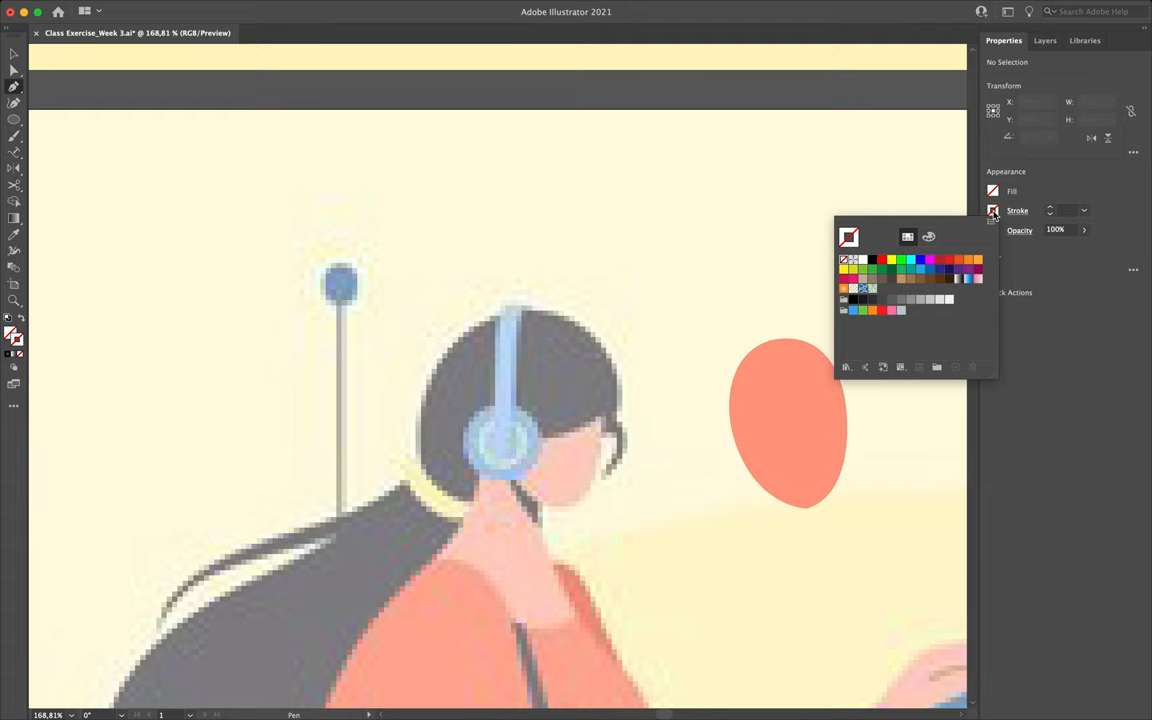 Adobe Illustrator 2021
Search Adobe Help
Class Exercise_Week 3.ai* @ 168,81 % (RGB/Preview)
Properties
Layers
Libraries
No Selection
Transform
X:
W:
Y:
H:
Appearance
Fill
Stroke
Opacity
100%
ck Actions
168,81%
0°
1
Pen